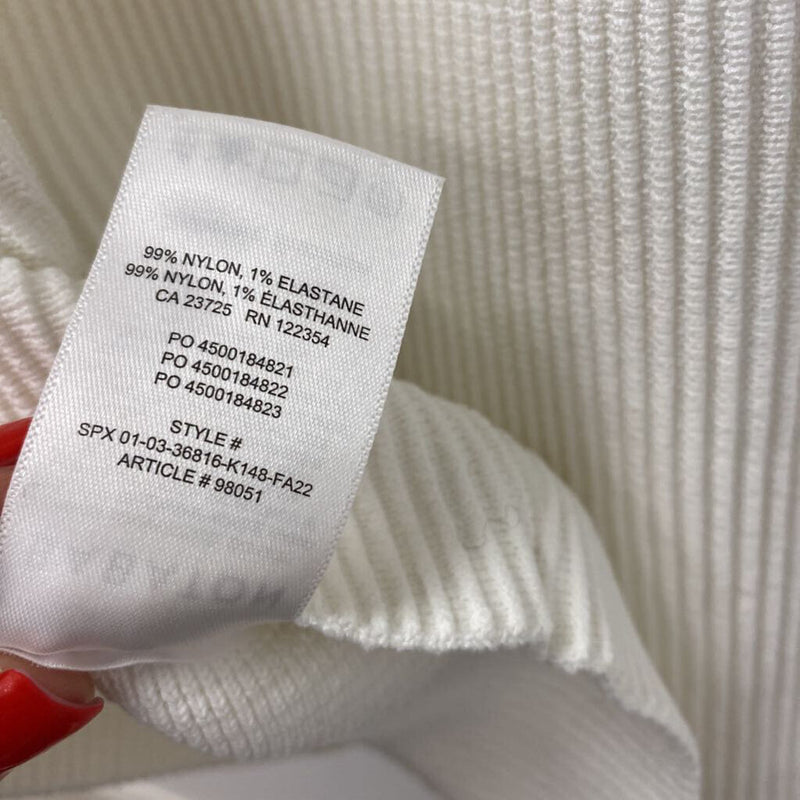 99% NYLON, 1% ELASTANE
99% NYLON, 1% ÉLASTHANNE
CA 23725 RN 122354
PO 4500184821
PO 4500184822
PO 4500184823
STYLE #
SPX 01-03-36816-K148-FA22
ARTICLE # 98051